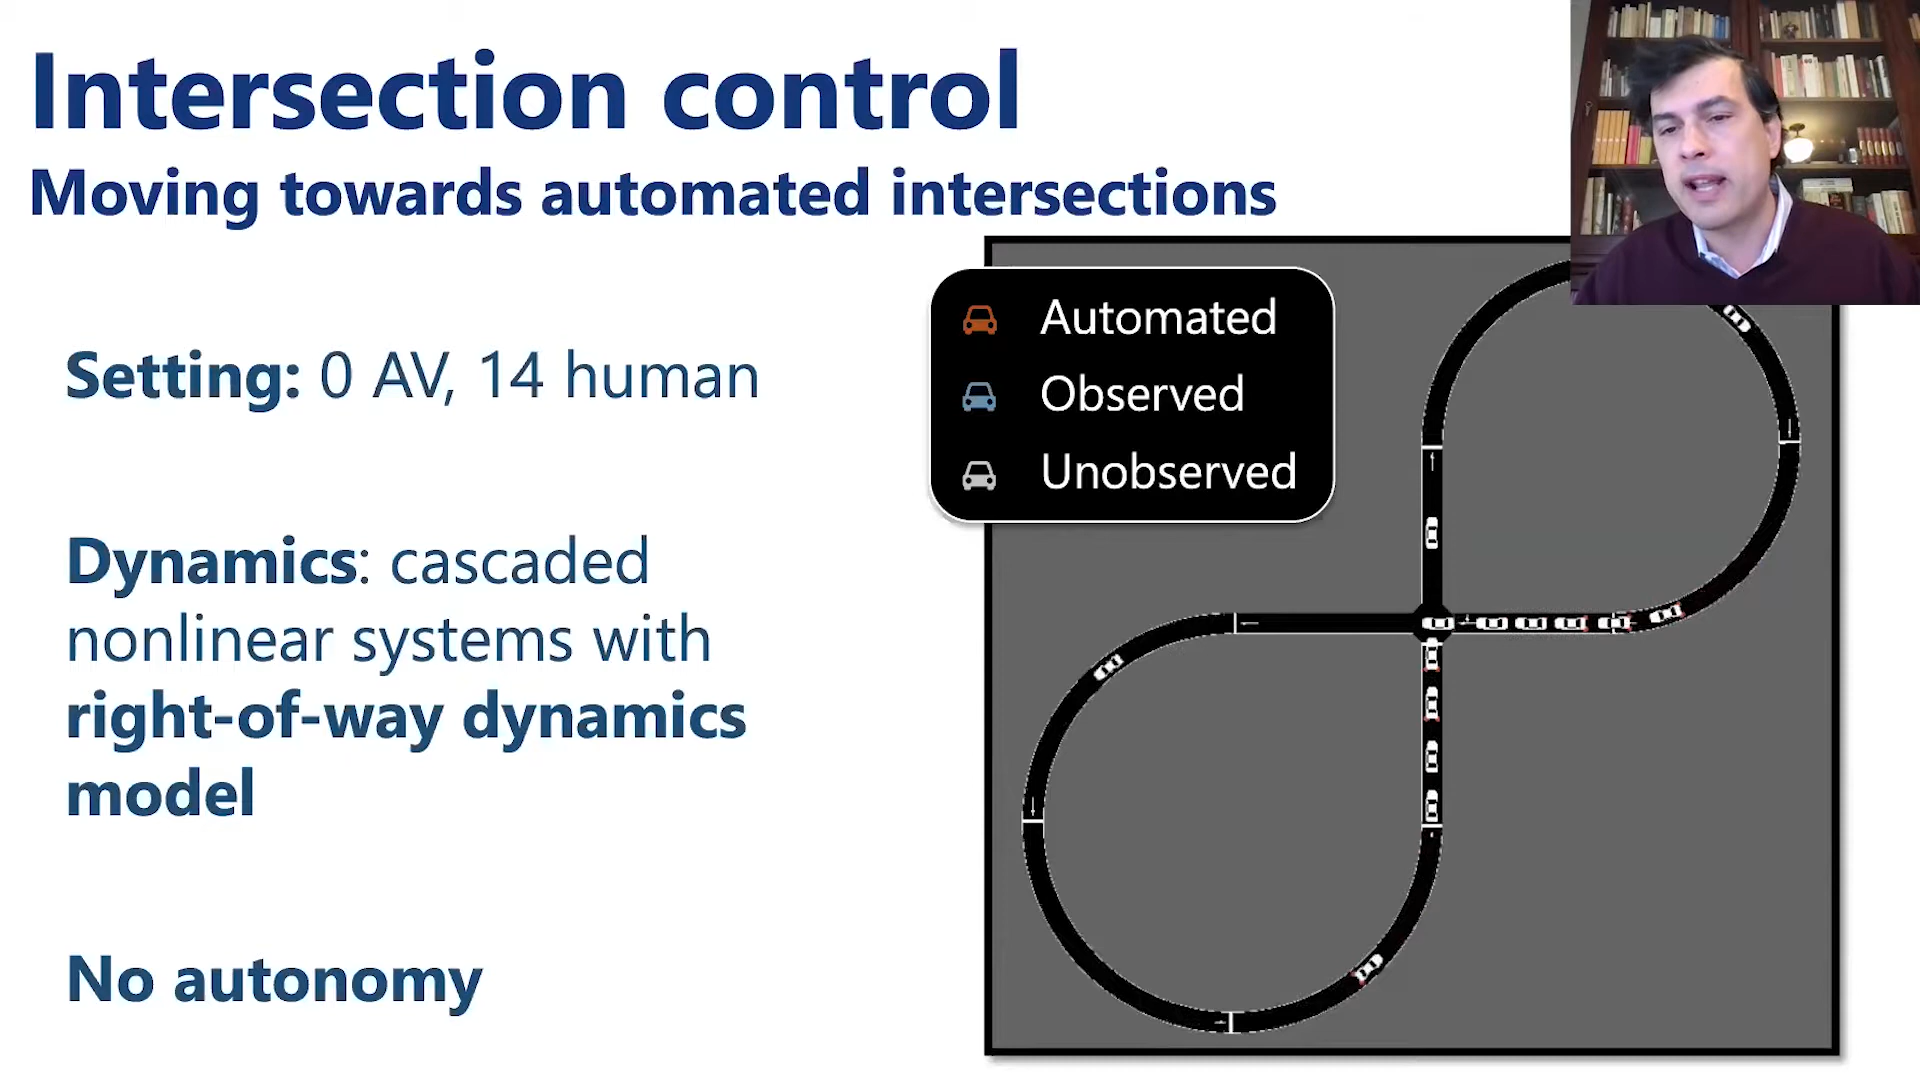 Intersection control
Moving towards automated intersections
Setting: 0 AV, 14 human
Dynamics: cascaded
nonlinear systems with
right-of-way dynamics
model
No autonomy
Automated
Observed
Unobserved